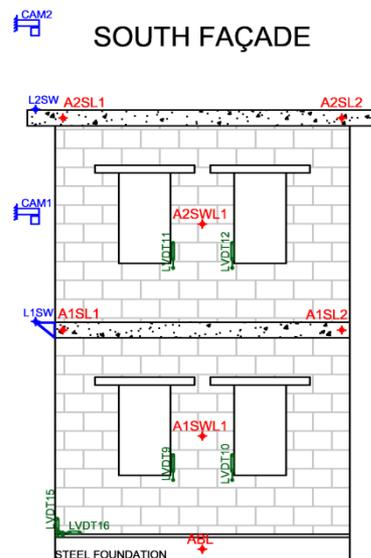 CAM2
SOUTH FAÇADE
L2SW A2SL1 A2SL2
CAM1
A2SWL1
LVDT11 LVDT12
L1SW A1SL1 A1SL2
A1SWL1
LVDT9 LVDT10
LVDT15
LVDT16
ABL
STEEL FOUNDATION